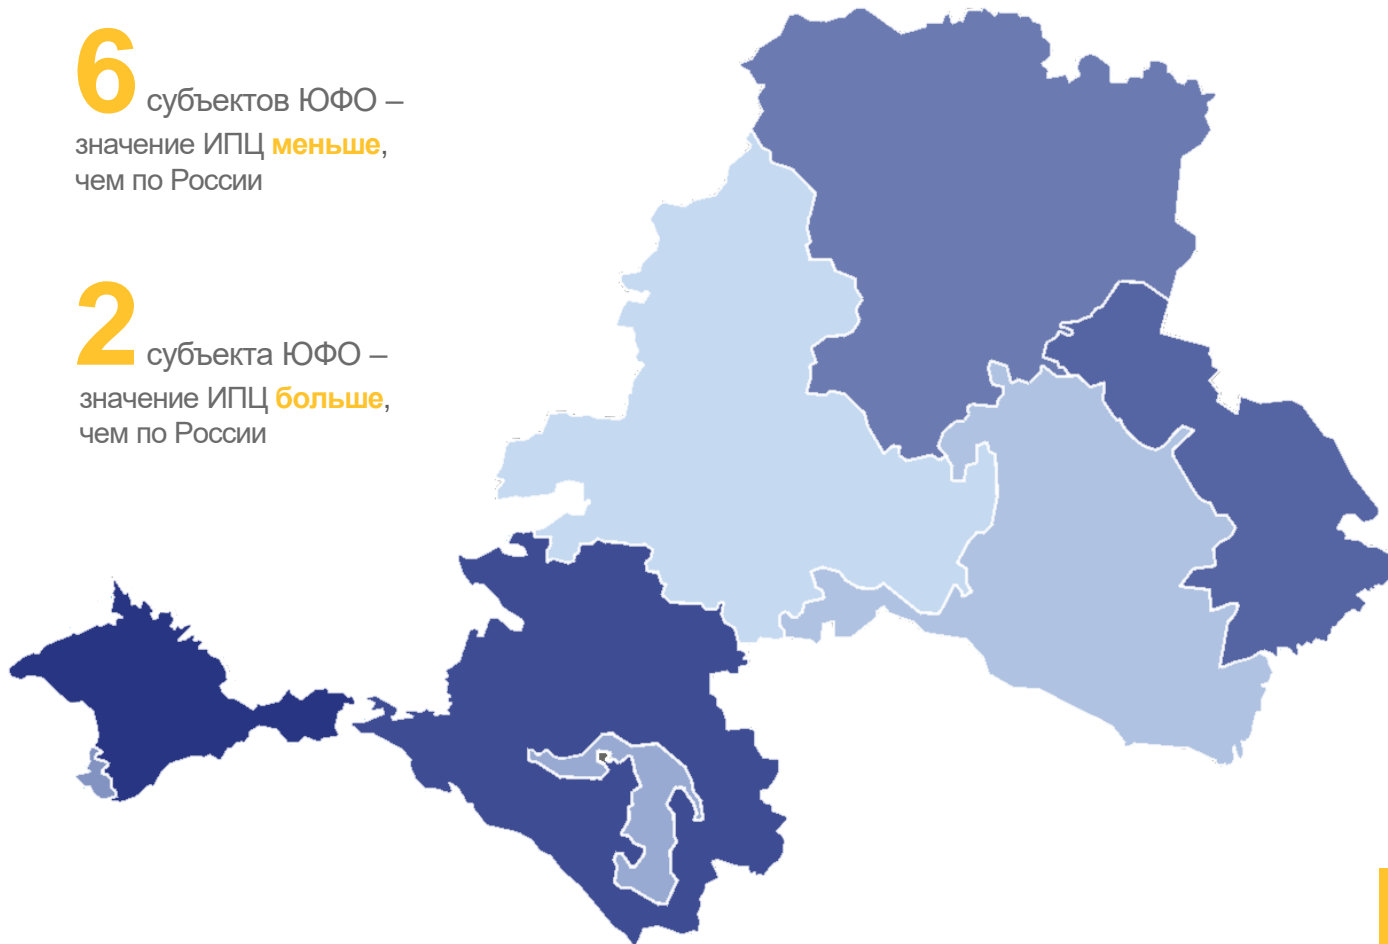 6 субъектов ЮФО –
значение ИПЦ меньше,
чем по России
2 субъекта ЮФО –
значение ИПЦ больше,
чем по России